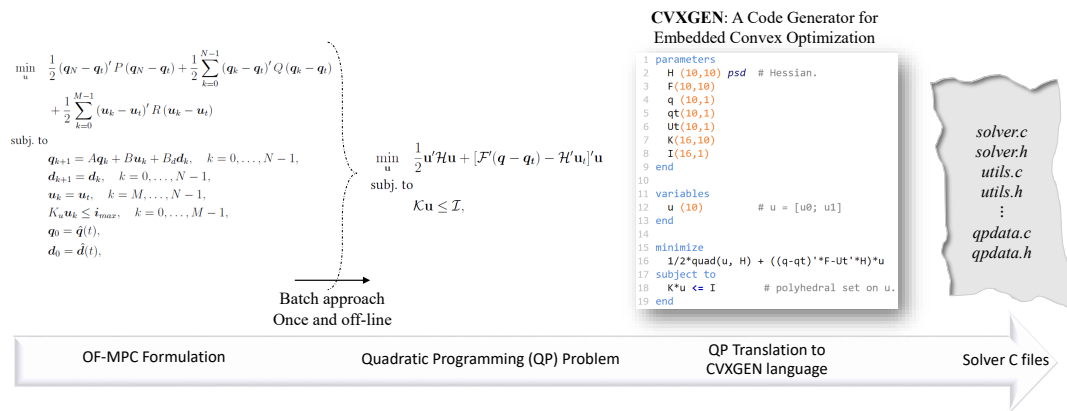 CVXGEN: A Code Generator for
Embedded Convex Optimization
min_u 1/2 (q_N − q_t)′ P (q_N − q_t) + 1/2 ∑_{k=0}^{N−1} (q_k − q_t)′ Q (q_k − q_t)
+ 1/2 ∑_{k=0}^{M−1} (u_k − u_t)′ R (u_k − u_t)
subj. to
q_{k+1} = Aq_k + Bu_k + B_d d_k, k = 0, . . . , N − 1,
d_{k+1} = d_k, k = 0, . . . , N − 1,
u_k = u_t, k = M, . . . , N − 1,
K_u u_k ≤ i_{max}, k = 0, . . . , M − 1,
q_0 = q̂(t),
d_0 = d̂(t),
Batch approach
Once and off-line
min_u 1/2 u′ℋu + [ℱ′(q − q_t) − ℋ′u_t]′u
subj. to
𝒦u ≤ ℐ,
1 parameters
2 H (10,10) psd # Hessian.
3 F(10,10)
4 q (10,1)
5 qt(10,1)
6 Ut(10,1)
7 K(16,10)
8 I(16,1)
9 end
10
11 variables
12 u (10) # u = [u0; u1]
13 end
14
15 minimize
16 1/2*quad(u, H) + ((q-qt)'*F-Ut'*H)*u
17 subject to
18 K*u <= I # polyhedral set on u.
19 end
solver.c
solver.h
utils.c
utils.h
⋮
qpdata.c
qpdata.h
OF-MPC Formulation
Quadratic Programming (QP) Problem
QP Translation to
CVXGEN language
Solver C files